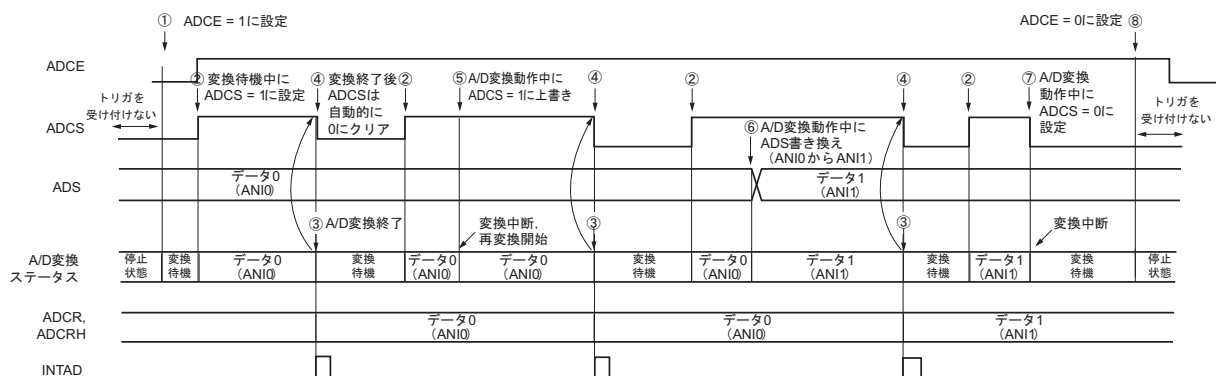 ① ADCE = 1に設定
ADCE = 0に設定 ⑧
ADCE
② 変換待機中に
ADCS = 1に設定
④ 変換終了後
ADCSは
自動的に
0にクリア
②
⑤ A/D変換動作中に
ADCS = 1に上書き
④
②
④
②
⑦ A/D変換
動作中に
ADCS = 0に
設定
トリガを
受け付けない
トリガを
受け付けない
ADCS
⑥ A/D変換動作中に
ADS書き換え
(ANI0からANI1)
ADS
データ0
(ANI0)
データ1
(ANI1)
③ A/D変換終了
変換中断,
再変換開始
③
③
変換中断
A/D変換
ステータス
停止
状態
変換
待機
データ0
(ANI0)
変換
待機
データ0
(ANI0)
データ0
(ANI0)
変換
待機
データ0
(ANI0)
データ1
(ANI1)
変換
待機
データ1
(ANI1)
変換
待機
停止
状態
ADCR,
ADCRH
データ0
(ANI0)
データ0
(ANI0)
データ1
(ANI1)
INTAD